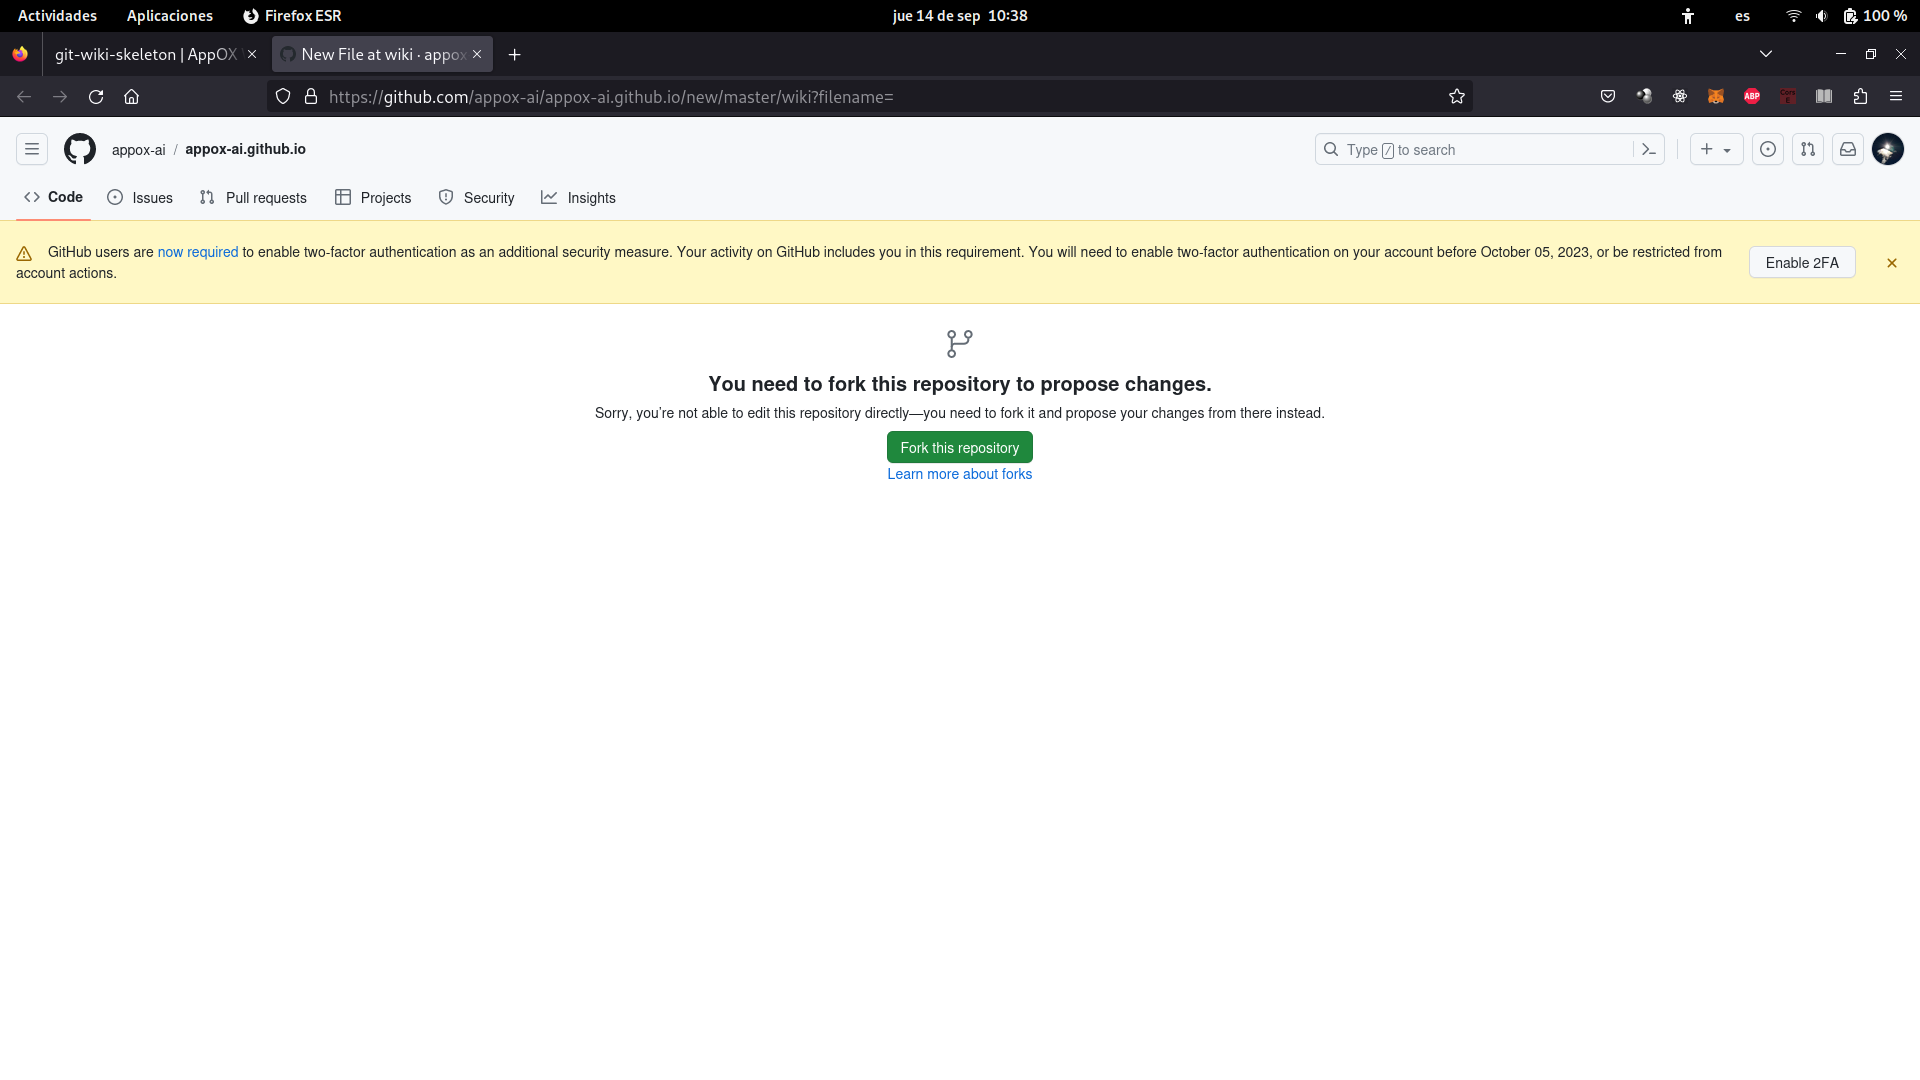 Actividades Aplicaciones Firefox ESR jue 14 de sep 10:38 es 100 %
git-wiki-skeleton | AppOX New File at wiki · appox
https://github.com/appox-ai/appox-ai.github.io/new/master/wiki?filename= ABP
appox-ai / appox-ai.github.io Type / to search
Code Issues Pull requests Projects Security Insights
GitHub users are now required to enable two-factor authentication as an additional security measure. Your activity on GitHub includes you in this requirement. You will need to enable two-factor authentication on your account before October 05, 2023, or be restricted from
account actions.
Enable 2FA
You need to fork this repository to propose changes.
Sorry, you're not able to edit this repository directly—you need to fork it and propose your changes from there instead.
Fork this repository
Learn more about forks